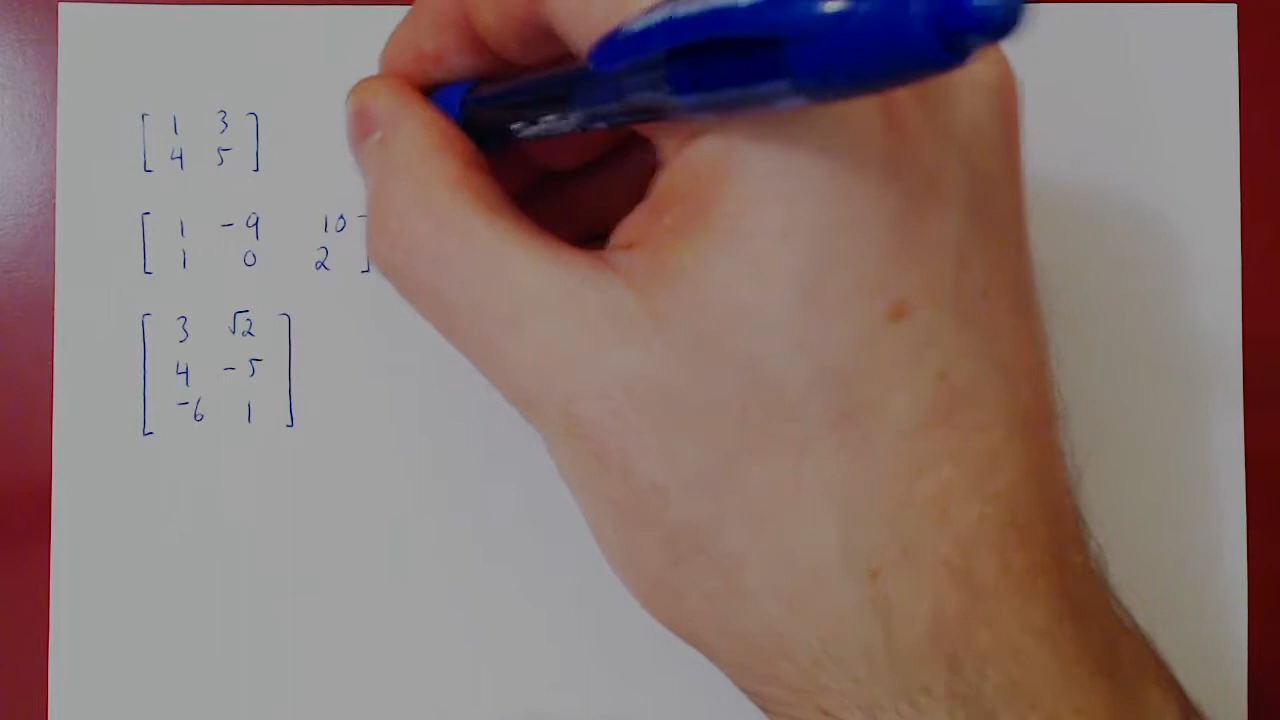 [ 1 3 ]
[ 4 5 ]
[ 1 -9 10 ]
[ 1 0 2 ]
[ 3 √2 ]
[ 4 -5 ]
[ -6 1 ]